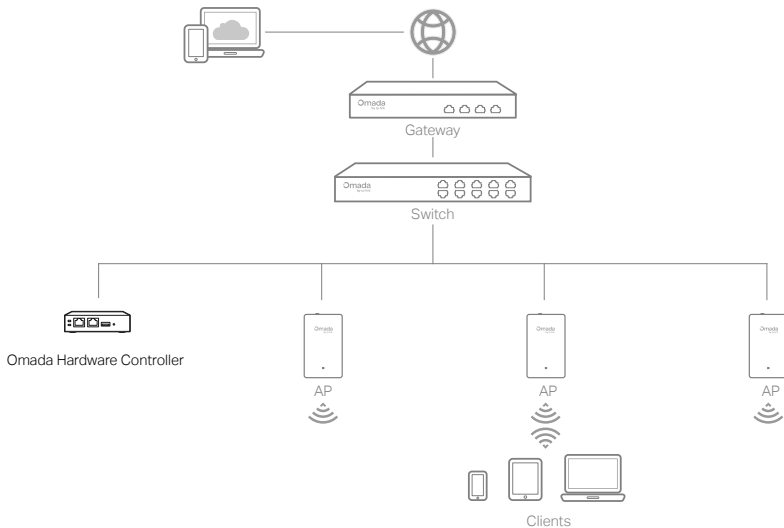 Omada
Gateway
Omada
Switch
Omada Hardware Controller
Omada
AP
Omada
AP
Omada
AP
Clients